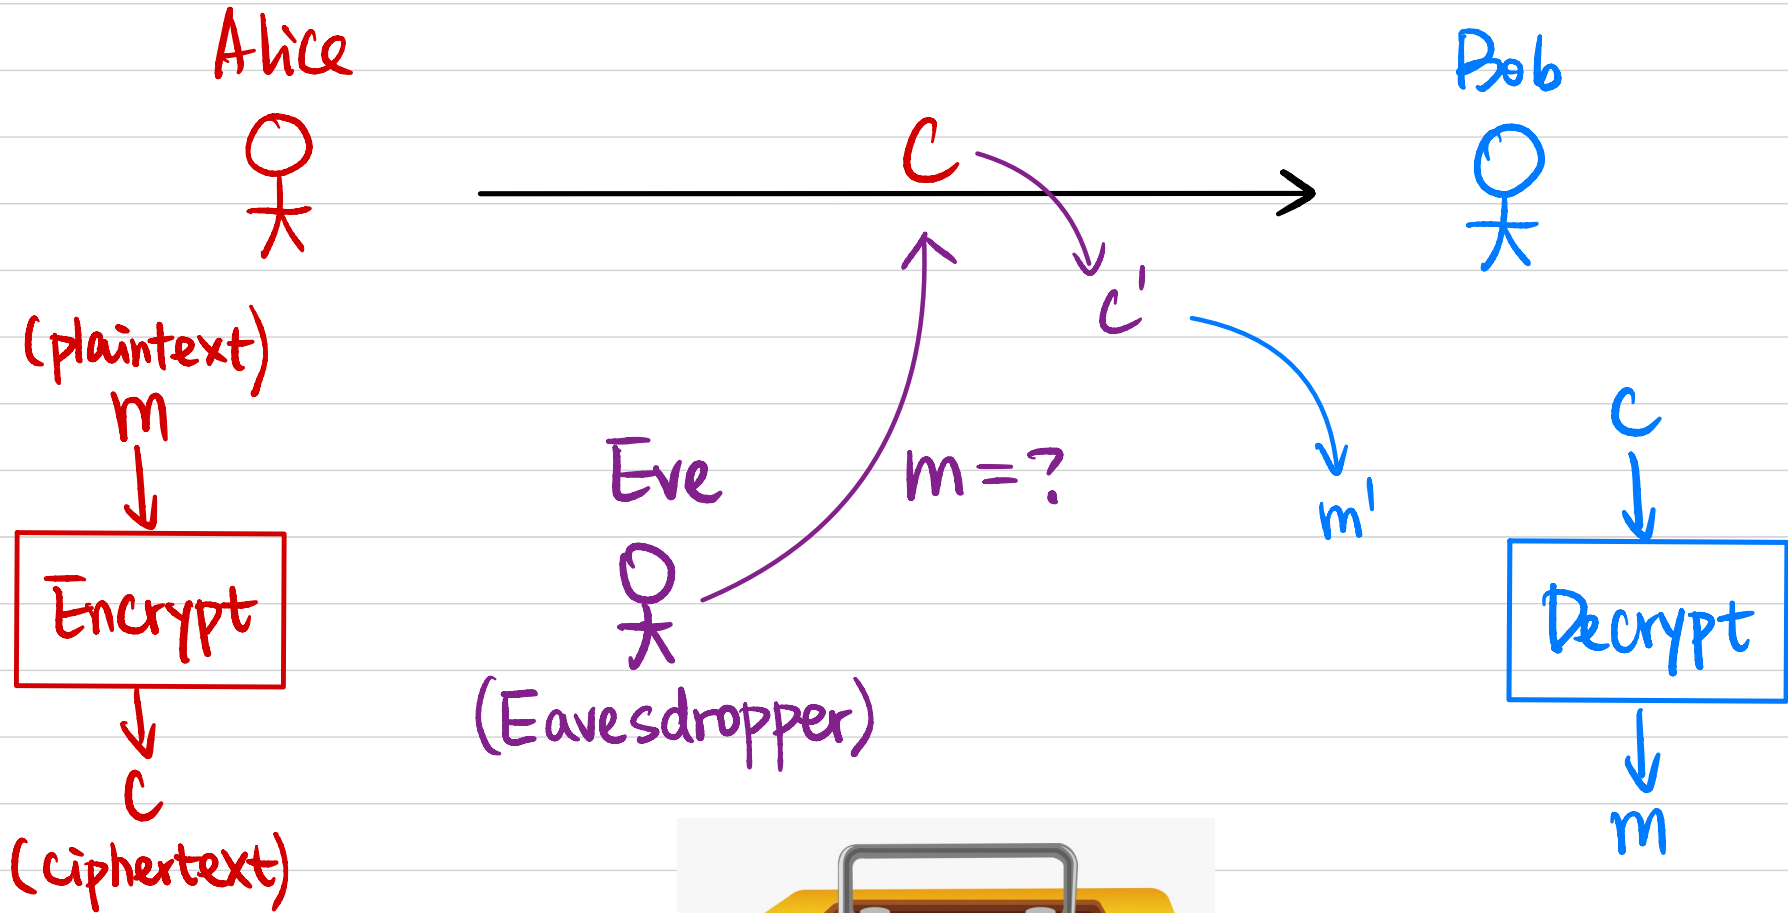 Alice
Bob
C
c'
(plaintext)
m
Encrypt
C
(ciphertext)
Eve
m=?
(Eavesdropper)
m'
C
Decrypt
m